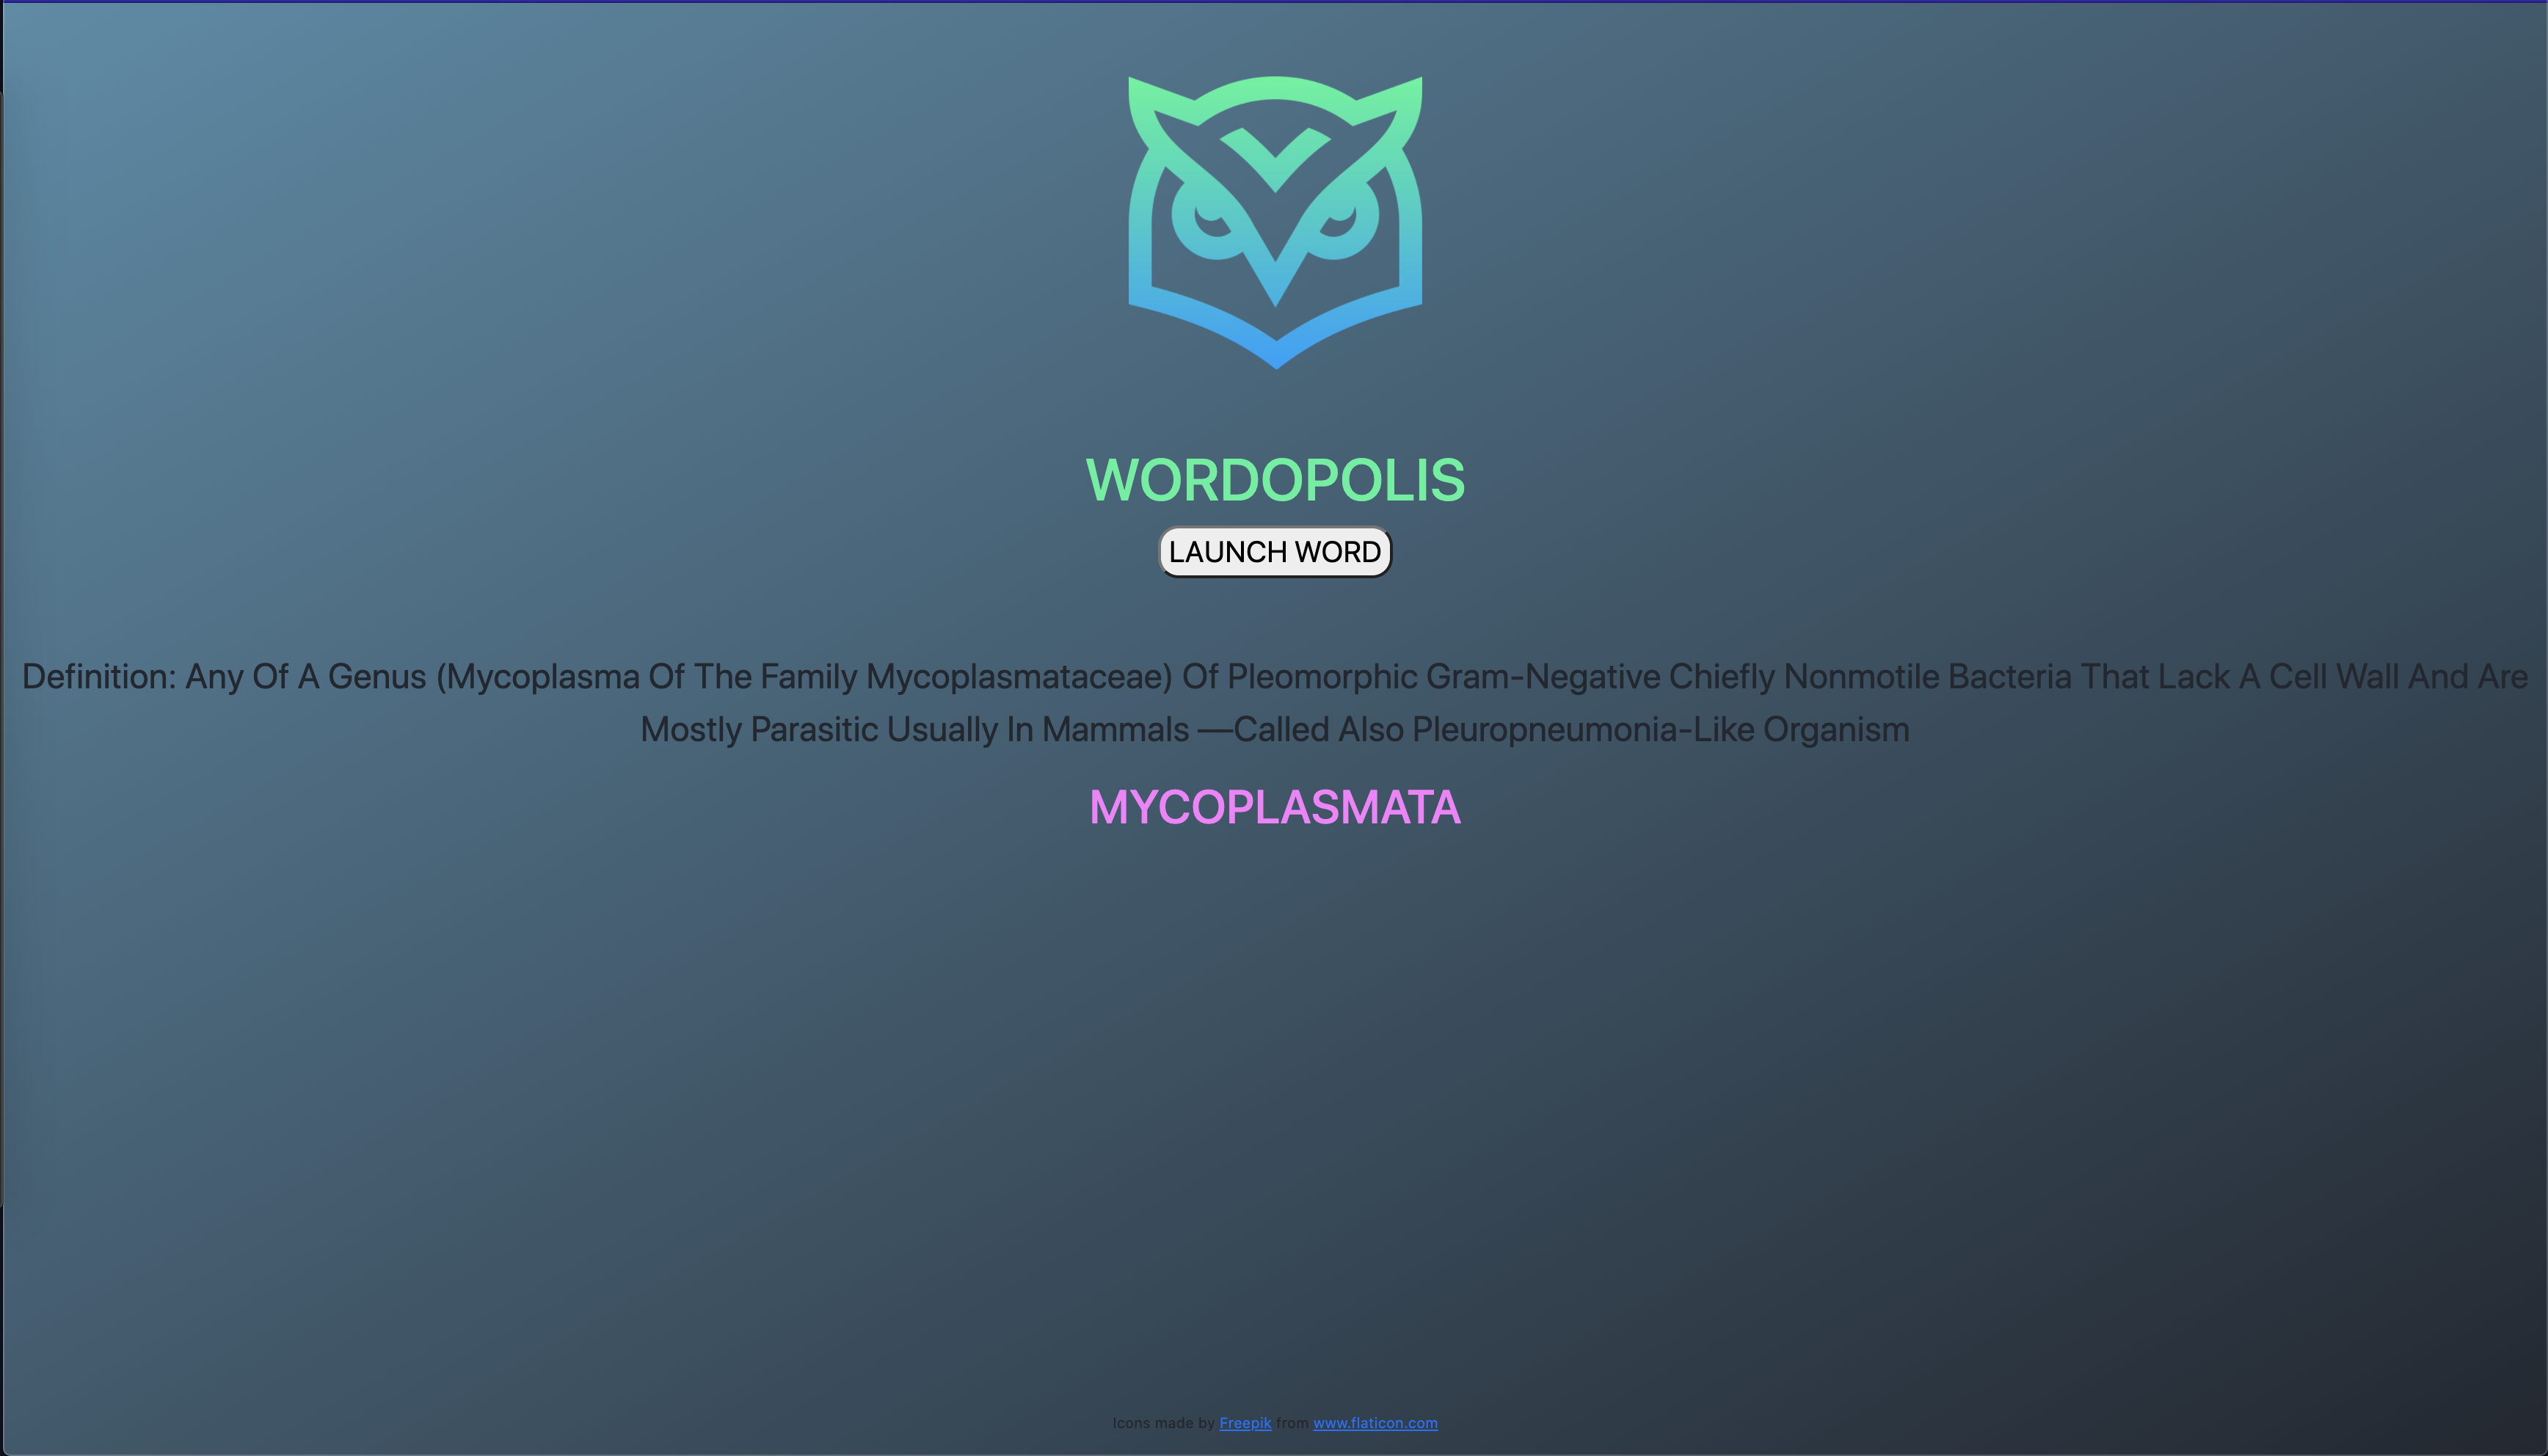 WORDOPOLIS
LAUNCH WORD
Definition: Any Of A Genus (Mycoplasma Of The Family Mycoplasmataceae) Of Pleomorphic Gram-Negative Chiefly Nonmotile Bacteria That Lack A Cell Wall And Are
Mostly Parasitic Usually In Mammals —Called Also Pleuropneumonia-Like Organism
MYCOPLASMATA
Icons made by Freepik from www.flaticon.com